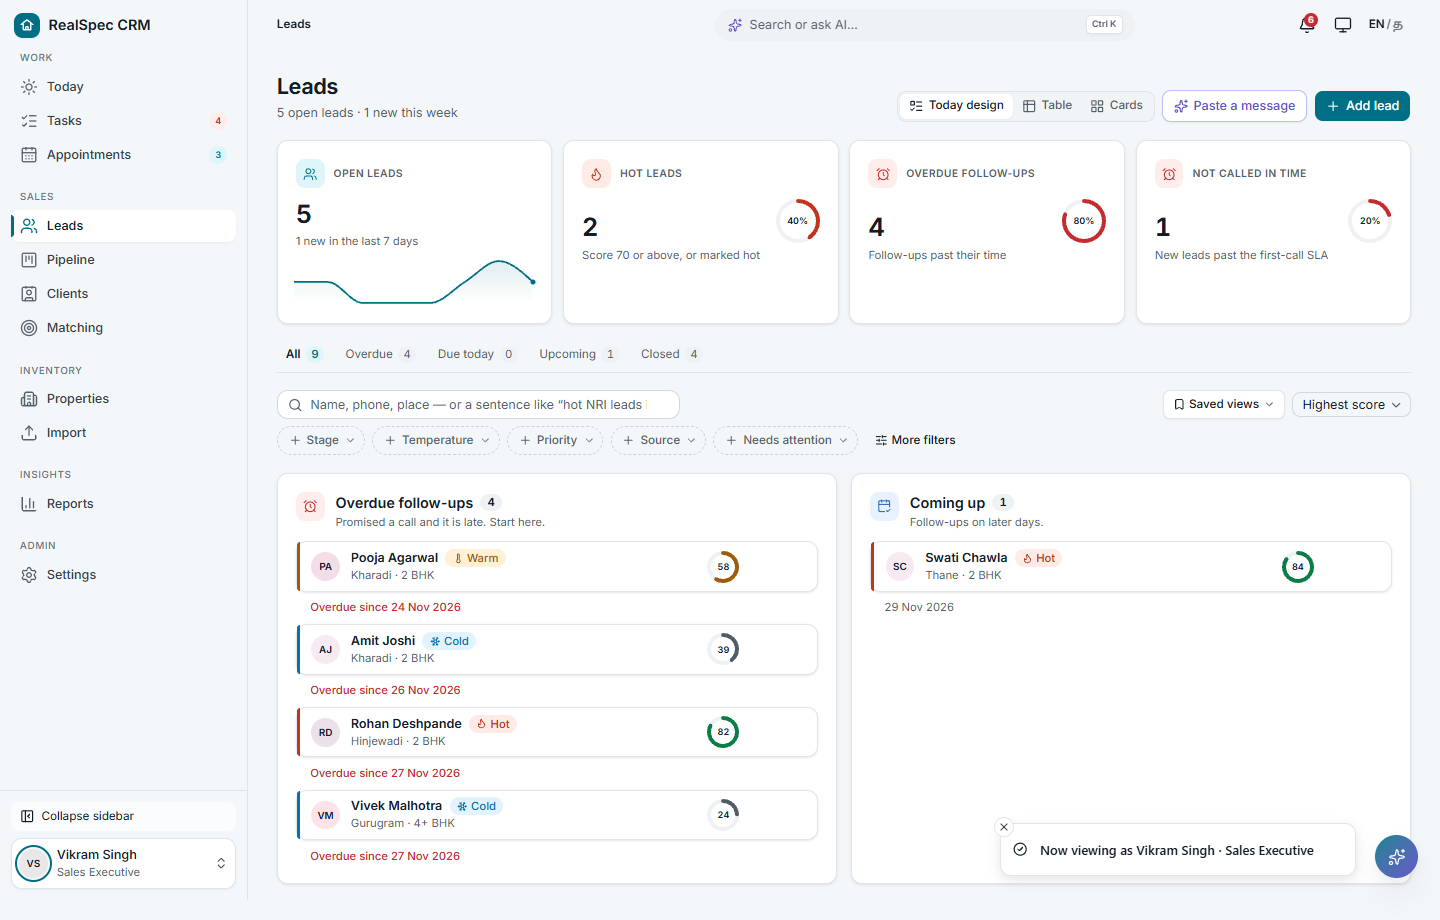 RealSpec CRM
WORK
Today
Tasks 4
Appointments 3
SALES
Leads
Pipeline
Clients
Matching
INVENTORY
Properties
Import
INSIGHTS
Reports
ADMIN
Settings
Collapse sidebar
VS
Vikram Singh
Sales Executive
Leads
Search or ask AI...
Ctrl K
6
EN / த
Leads
5 open leads · 1 new this week
Today design
Table
Cards
Paste a message
Add lead
OPEN LEADS
5
1 new in the last 7 days
HOT LEADS
2
40%
Score 70 or above, or marked hot
OVERDUE FOLLOW-UPS
4
80%
Follow-ups past their time
NOT CALLED IN TIME
1
20%
New leads past the first-call SLA
All 9
Overdue 4
Due today 0
Upcoming 1
Closed 4
Name, phone, place — or a sentence like “hot NRI leads
Saved views
Highest score
Stage
Temperature
Priority
Source
Needs attention
More filters
Overdue follow-ups 4
Promised a call and it is late. Start here.
PA
Pooja Agarwal Warm
Kharadi · 2 BHK
58
Overdue since 24 Nov 2026
AJ
Amit Joshi Cold
Kharadi · 2 BHK
39
Overdue since 26 Nov 2026
RD
Rohan Deshpande Hot
Hinjewadi · 2 BHK
82
Overdue since 27 Nov 2026
VM
Vivek Malhotra Cold
Gurugram · 4+ BHK
24
Overdue since 27 Nov 2026
Coming up 1
Follow-ups on later days.
SC
Swati Chawla Hot
Thane · 2 BHK
84
29 Nov 2026
Now viewing as Vikram Singh · Sales Executive